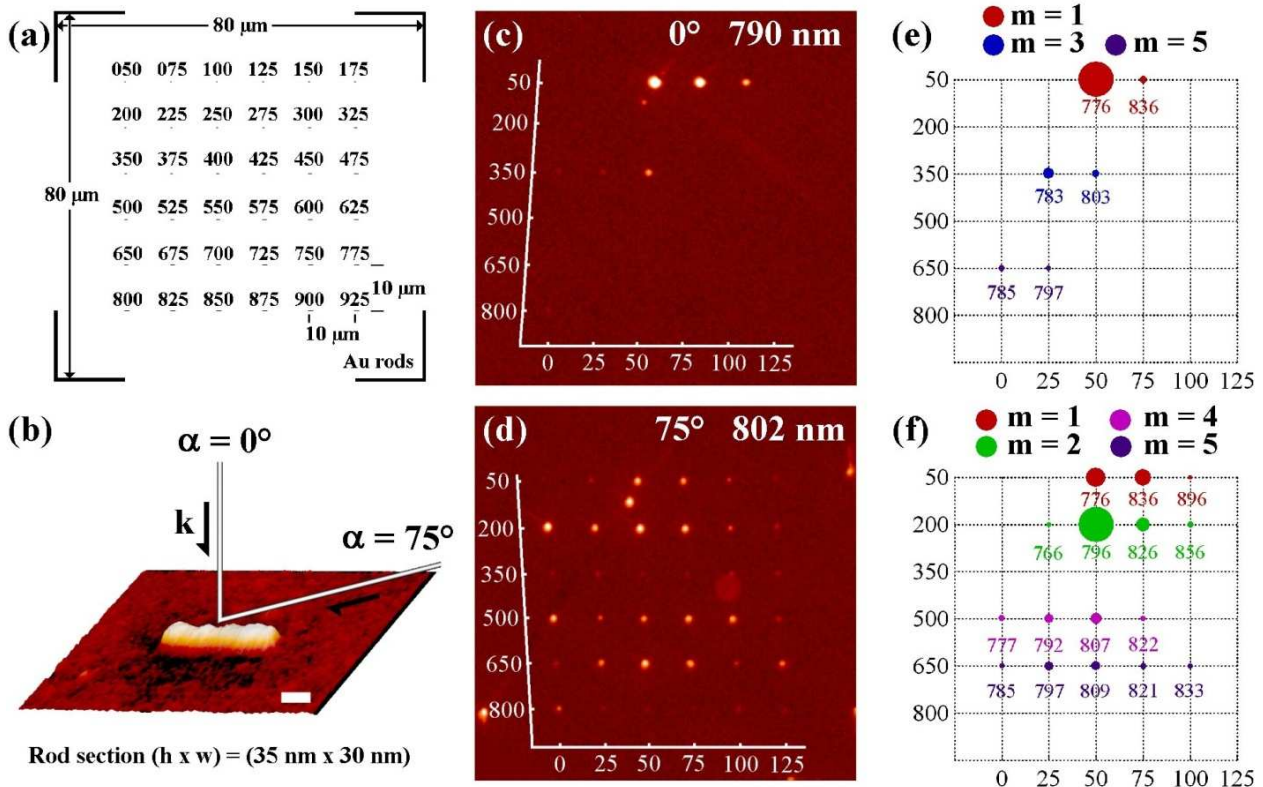 (a)
80 µm
050 075 100 125 150 175
200 225 250 275 300 325
350 375 400 425 450 475
80 µm
500 525 550 575 600 625
650 675 700 725 750 775
10 µm
800 825 850 875 900 925
10 µm
Au rods
(b)
α = 0°
k
α = 75°
Rod section (h x w) = (35 nm x 30 nm)
(c)
0° 790 nm
50
200
350
500
650
800
0 25 50 75 100 125
(d)
75° 802 nm
50
200
350
500
650
800
0 25 50 75 100 125
(e)
m = 1
m = 3 m = 5
50
776 836
200
350
783 803
500
650
785 797
800
0 25 50 75 100 125
(f)
m = 1 m = 4
m = 2 m = 5
50
776 836 896
200
766 796 826 856
350
500
777 792 807 822
650
785 797 809 821 833
800
0 25 50 75 100 125